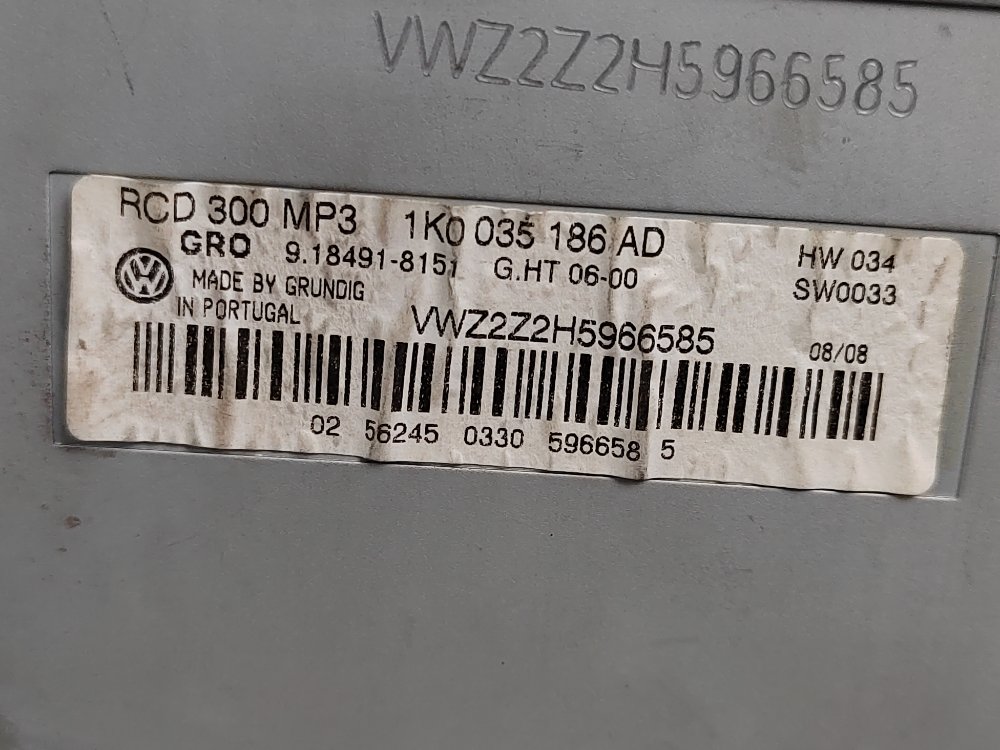 VWZ2Z2H5966585
RCD 300 MP3 1K0 035 186 AD
GRO 9.18491-8151 G.HT 06-00 HW 034
MADE BY GRUNDIG SW0033
IN PORTUGAL VWZ2Z2H5966585 08/08
02 56245 0330 596658 5